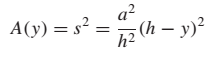 A(y) = s² = a²/h² (h − y)²